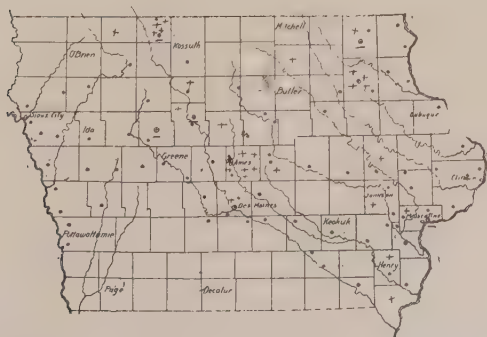 Mitchell
Kossuth
O'Brien
Butler
Dubuque
Sioux City
Ida
Greene
Ames
Clinton
Johnson
Des Moines
Muscatine
Keokuk
Pottawattamie
Henry
Page
Decatur